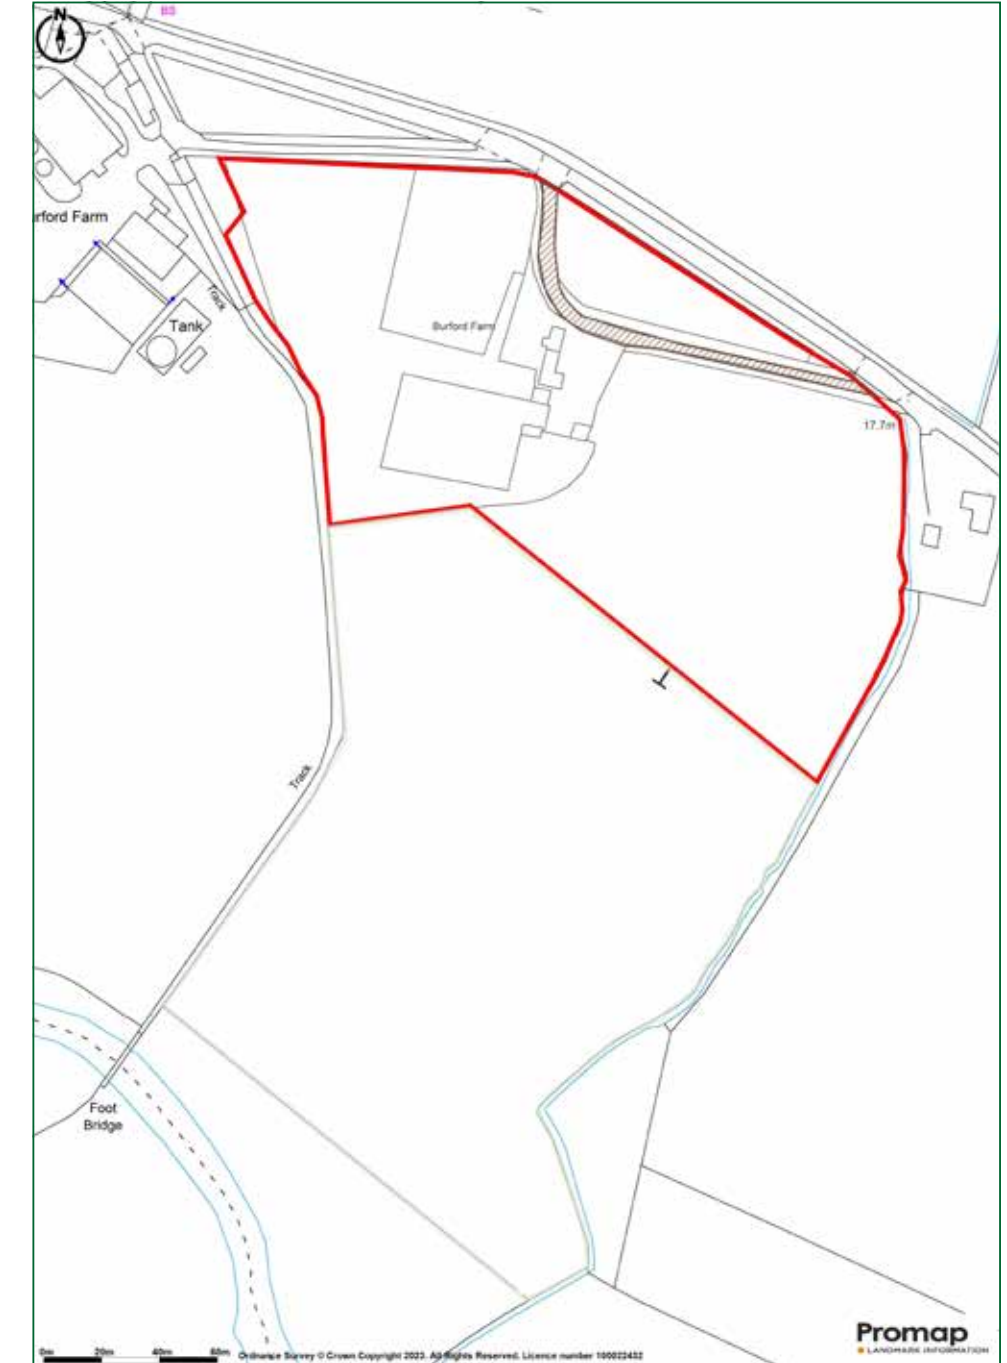 BS
N
rford Farm
Track
Tank
Burford Farm
17.7m
Track
Foot
Bridge
0m 20m 40m 60m
Ordnance Survey © Crown Copyright 2023. All Rights Reserved. Licence number 100022432
Promap
LANDMARK INFORMATION